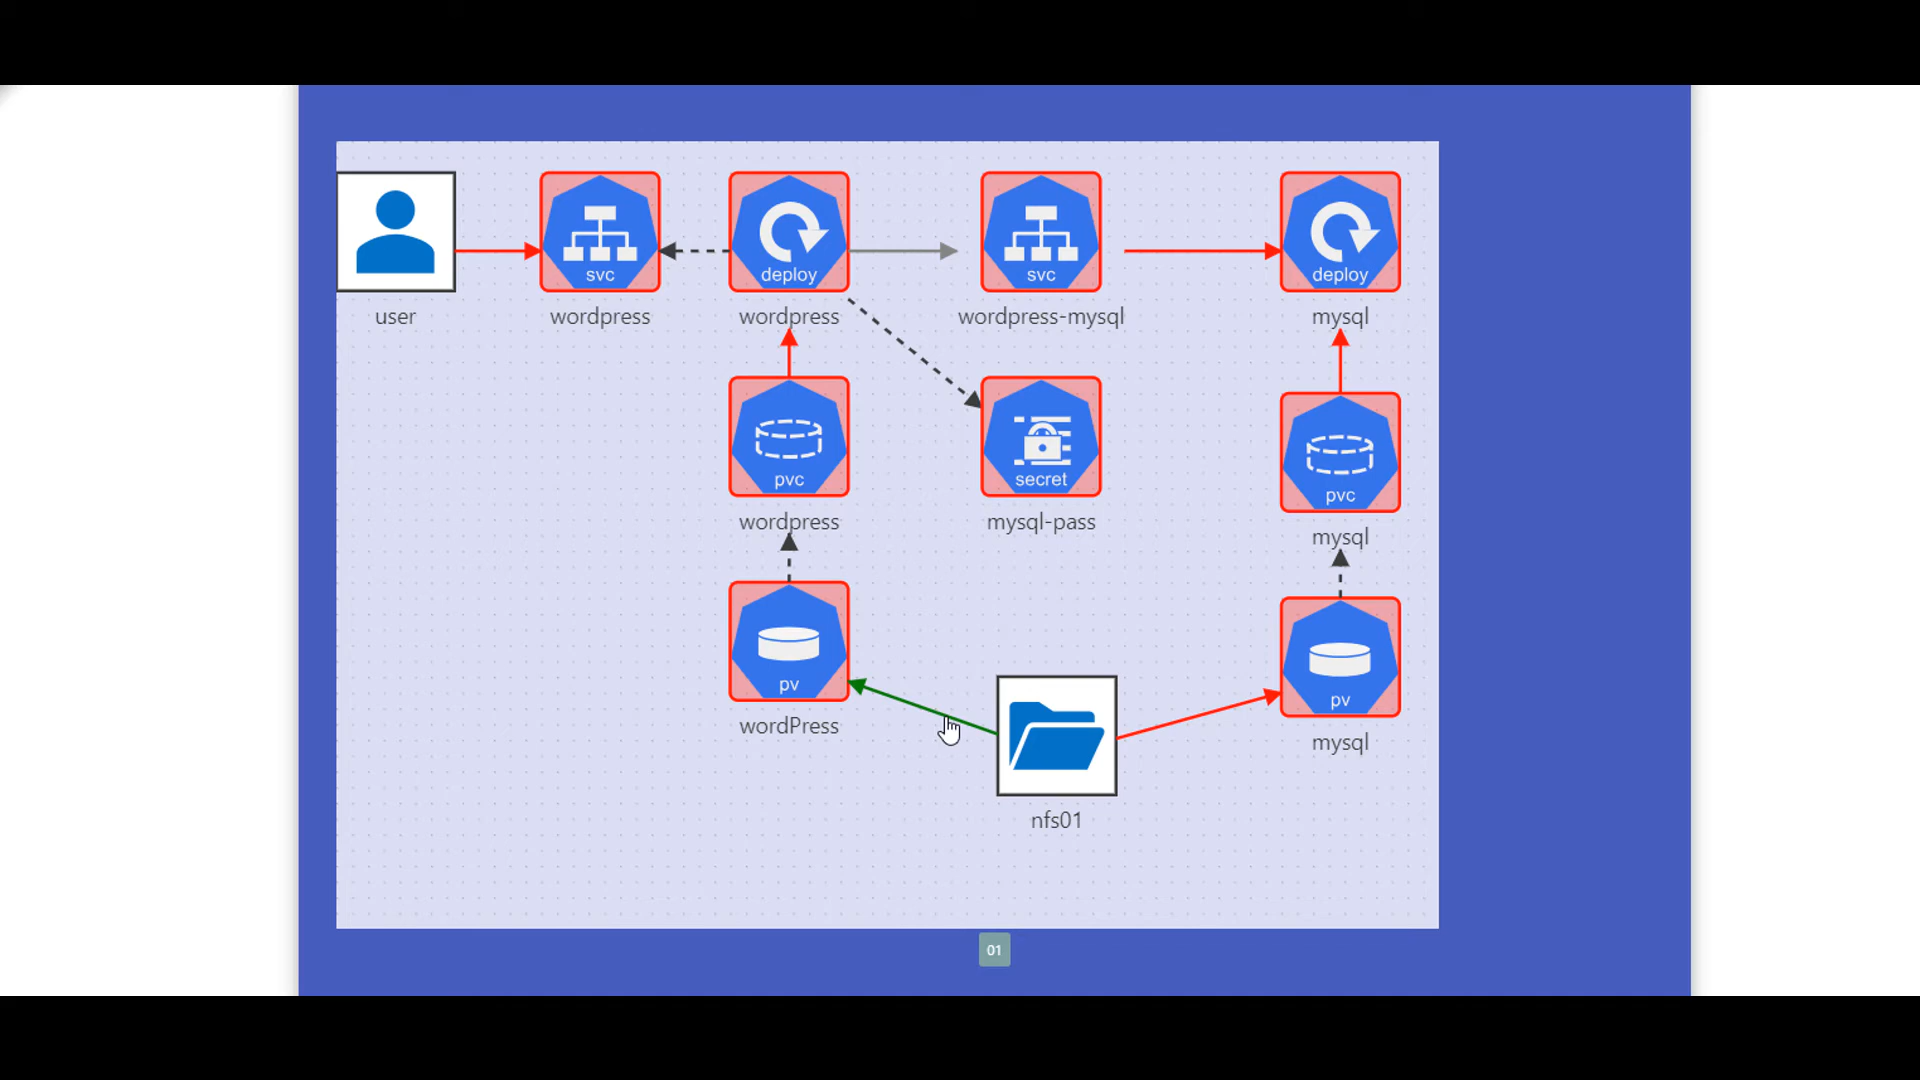 svc
deploy
svc
deploy
user
wordpress
wordpress
wordpress-mysql
mysql
pvc
secret
pvc
wordpress
mysql-pass
mysql
pv
pv
wordPress
mysql
nfs01
01